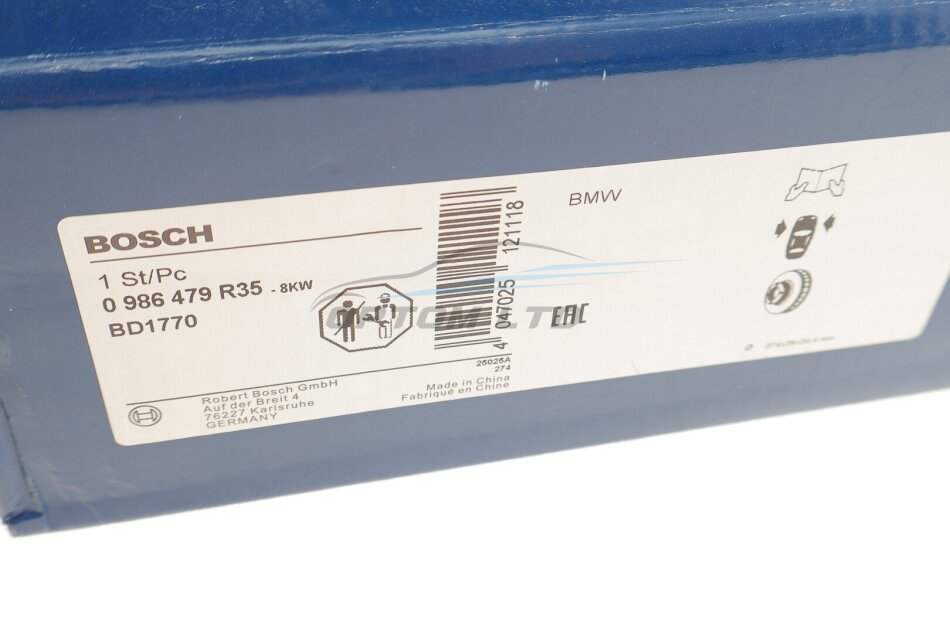 BOSCH
1 St/Pc
0 986 479 R35 - 8KW
BD1770
Robert Bosch GmbH
Auf der Breit 4
76227 Karlsruhe
GERMANY
4 047025 121118
25025A
274
Made in China
Fabriqué en Chine
BMW
EAC